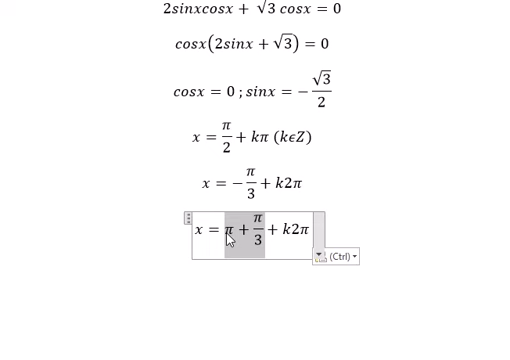 2sinxcosx + √3 cosx = 0
cosx(2sinx + √3) = 0
cosx = 0 ; sinx = −√3/2
x = π/2 + kπ (kϵZ)
x = −π/3 + k2π
x = π + π/3 + k2π
(Ctrl)